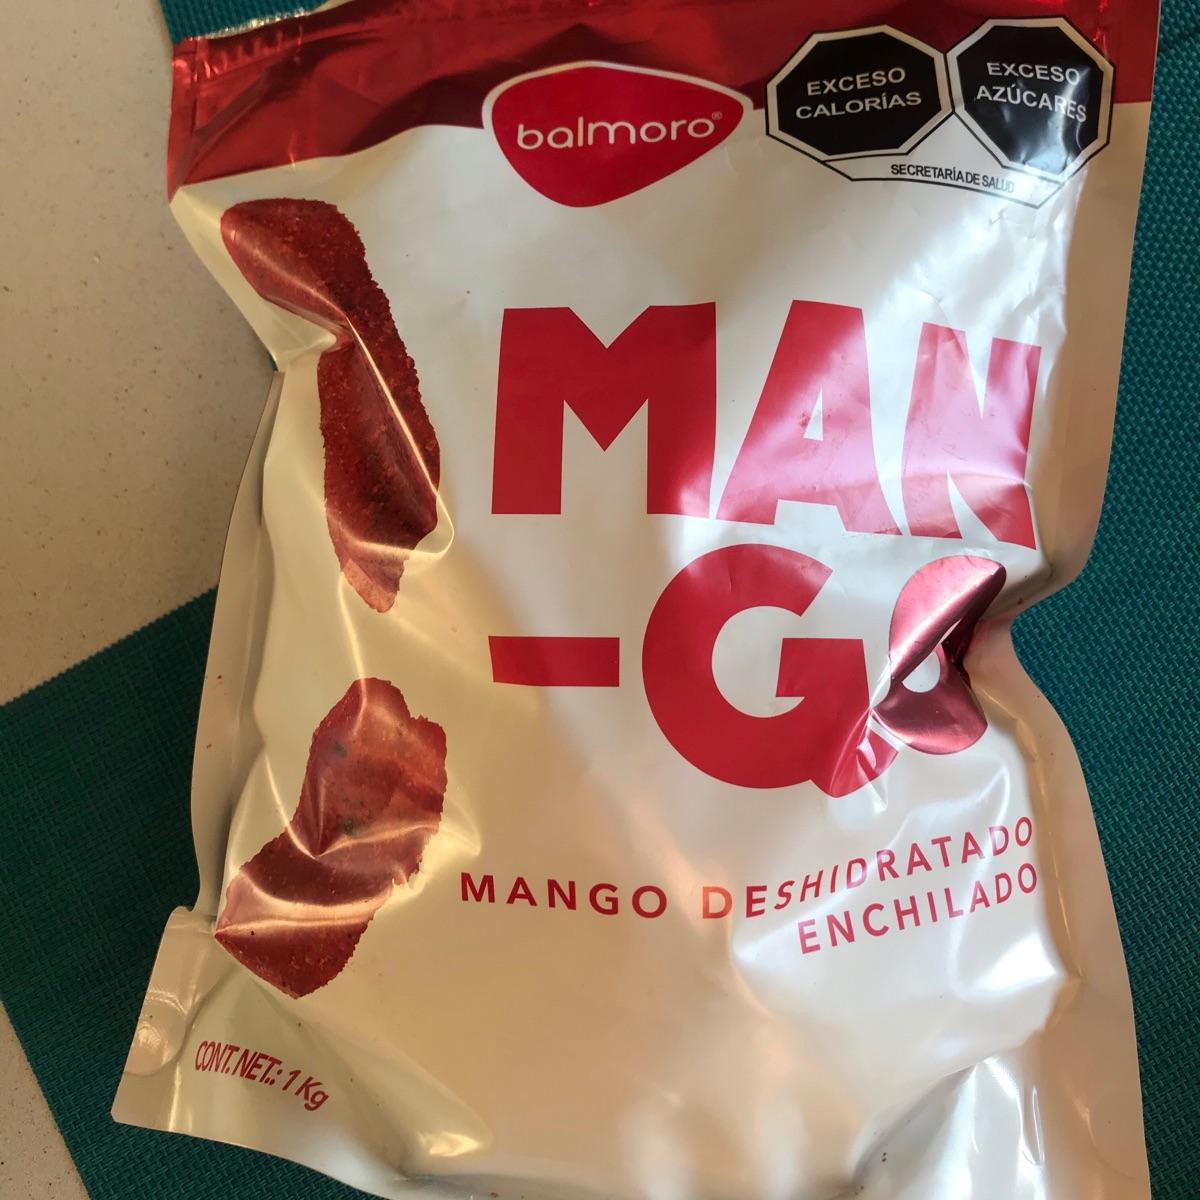 balmoro®
EXCESO
CALORÍAS
EXCESO
AZÚCARES
SECRETARÍA DE SALUD
MAN
-GO
MANGO DESHIDRATADO
ENCHILADO
CONT. NET.: 1 Kg